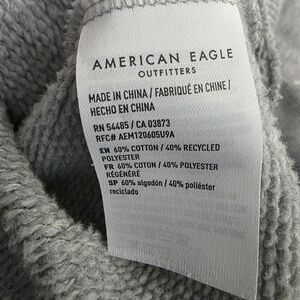 AMERICAN EAGLE
OUTFITTERS
MADE IN CHINA / FABRIQUÉ EN CHINE /
HECHO EN CHINA
RN 54485 / CA 03873
RFC# AEM120605U9A
EN 60% COTTON / 40% RECYCLED
POLYESTER
FR 60% COTON / 40% POLYESTER
RÉGÉNÉRÉ
SP 60% algodón / 40% poliéster
reciclado